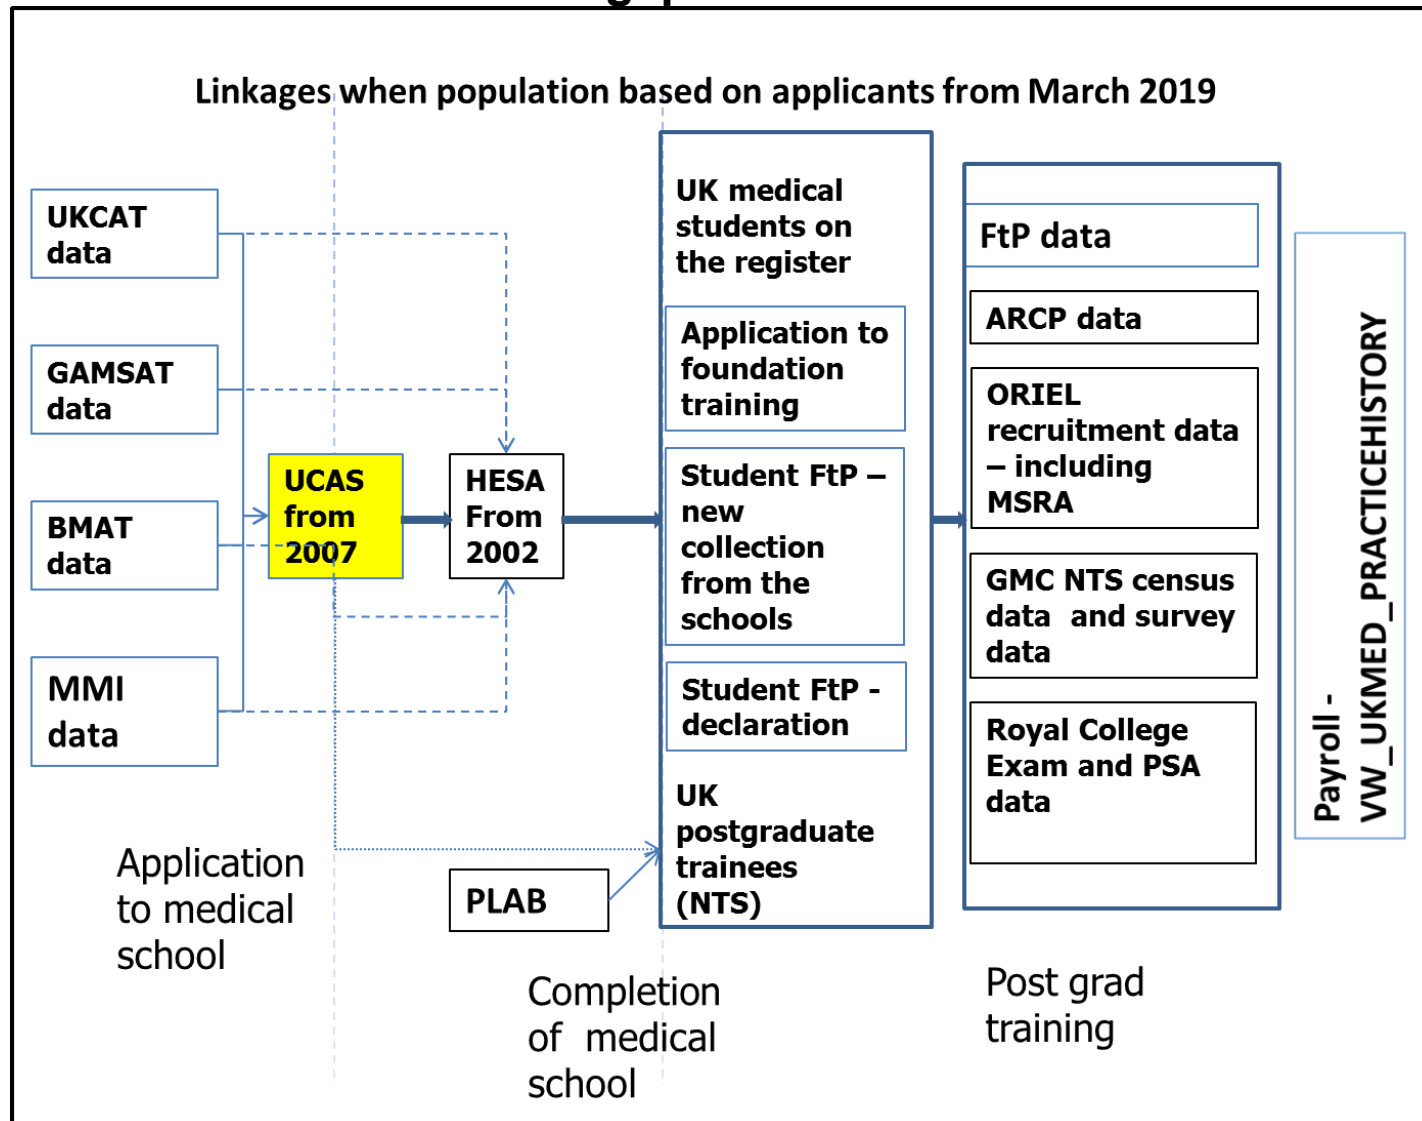 Linkages when population based on applicants from March 2019
UKCAT
data
GAMSAT
data
BMAT
data
MMI
data
UCAS
from
2007
HESA
From
2002
UK medical
students on
the register
Application to
foundation
training
Student FtP –
new
collection
from the
schools
Student FtP -
declaration
UK
postgraduate
trainees
(NTS)
PLAB
FtP data
ARCP data
ORIEL
recruitment data
– including
MSRA
GMC NTS census
data  and survey
data
Royal College
Exam and PSA
data
Payroll -
VW_UKMED_PRACTICEHISTORY
Application
to medical
school
Completion
of  medical
school
Post grad
training